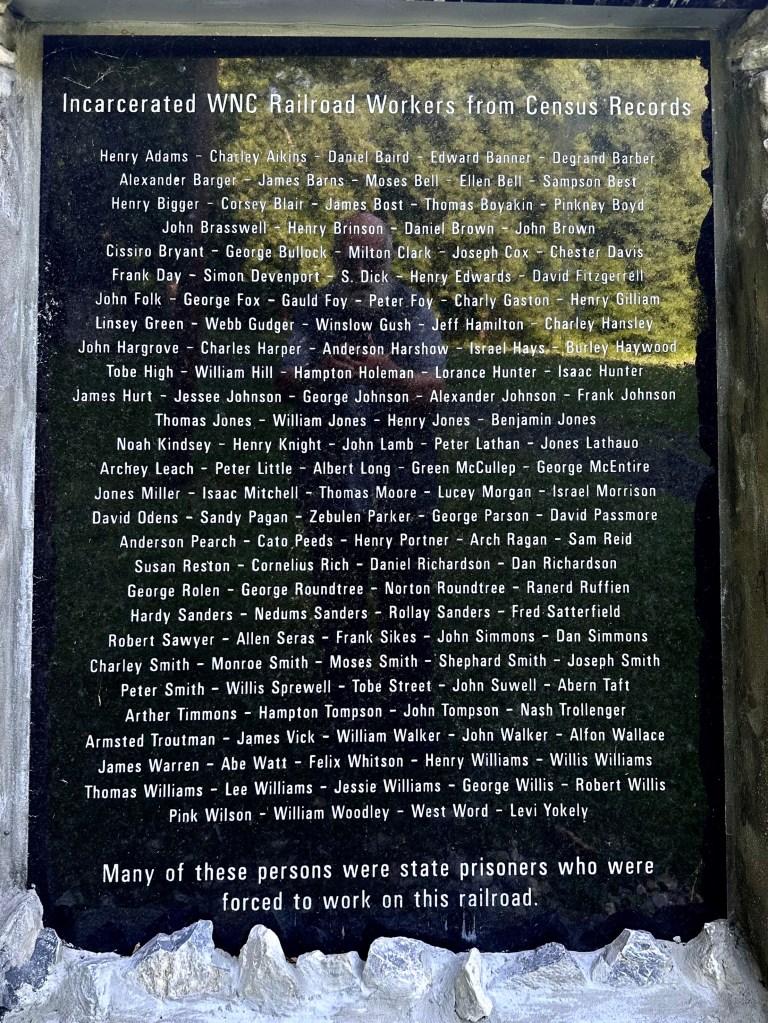 Incarcerated WNC Railroad Workers from Census Records
Henry Adams - Charley Aikins - Daniel Baird - Edward Banner - Degrand Barber
Alexander Barger - James Barns - Moses Bell - Ellen Bell - Sampson Best
Henry Bigger - Corsey Blair - James Bost - Thomas Boyakin - Pinkney Boyd
John Brasswell - Henry Brinson - Daniel Brown - John Brown
Cissiro Bryant - George Bullock - Milton Clark - Joseph Cox - Chester Davis
Frank Day - Simon Devenport - S. Dick - Henry Edwards - David Fitzgerrell
John Folk - George Fox - Gauld Foy - Peter Foy - Charly Gaston - Henry Gilliam
Linsey Green - Webb Gudger - Winslow Gush - Jeff Hamilton - Charley Hansley
John Hargrove - Charles Harper - Anderson Harshow - Israel Hays - Burley Haywood
Tobe High - William Hill - Hampton Holeman - Lorance Hunter - Isaac Hunter
James Hurt - Jessee Johnson - George Johnson - Alexander Johnson - Frank Johnson
Thomas Jones - William Jones - Henry Jones - Benjamin Jones
Noah Kindsey - Henry Knight - John Lamb - Peter Lathan - Jones Lathauo
Archey Leach - Peter Little - Albert Long - Green McCullep - George McEntire
Jones Miller - Isaac Mitchell - Thomas Moore - Lucey Morgan - Israel Morrison
David Odens - Sandy Pagan - Zebulen Parker - George Parson - David Passmore
Anderson Pearch - Cato Peeds - Henry Portner - Arch Ragan - Sam Reid
Susan Reston - Cornelius Rich - Daniel Richardson - Dan Richardson
George Rolen - George Roundtree - Norton Roundtree - Ranerd Ruffien
Hardy Sanders - Nedums Sanders - Rollay Sanders - Fred Satterfield
Robert Sawyer - Allen Seras - Frank Sikes - John Simmons - Dan Simmons
Charley Smith - Monroe Smith - Moses Smith - Shephard Smith - Joseph Smith
Peter Smith - Willis Sprewell - Tobe Street - John Suwell - Abern Taft
Arther Timmons - Hampton Tompson - John Tompson - Nash Trollenger
Armsted Troutman - James Vick - William Walker - John Walker - Alfon Wallace
James Warren - Abe Watt - Felix Whitson - Henry Williams - Willis Williams
Thomas Williams - Lee Williams - Jessie Williams - George Willis - Robert Willis
Pink Wilson - William Woodley - West Word - Levi Yokely
Many of these persons were state prisoners who were
forced to work on this railroad.